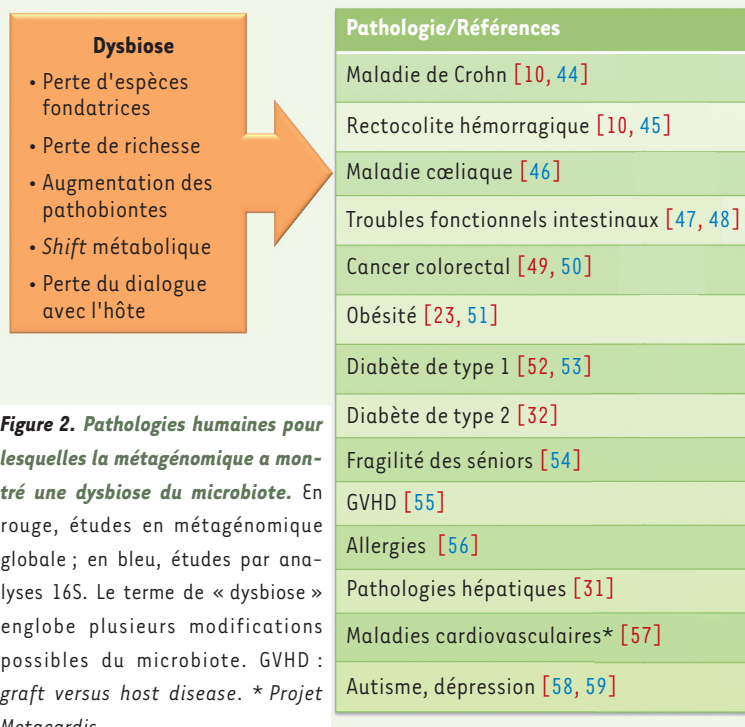 Dysbiose
• Perte d'espèces
fondatrices
• Perte de richesse
• Augmentation des
pathobiontes
• Shift métabolique
• Perte du dialogue
avec l'hôte
Pathologie/Références
Maladie de Crohn [10, 44]
Rectocolite hémorragique [10, 45]
Maladie cœliaque [46]
Troubles fonctionnels intestinaux [47, 48]
Cancer colorectal [49, 50]
Obésité [23, 51]
Diabète de type 1 [52, 53]
Diabète de type 2 [32]
Fragilité des séniors [54]
GVHD [55]
Allergies [56]
Pathologies hépatiques [31]
Maladies cardiovasculaires* [57]
Autisme, dépression [58, 59]
Figure 2. Pathologies humaines pour
lesquelles la métagénomique a mon-
tré une dysbiose du microbiote. En
rouge, études en métagénomique
globale ; en bleu, études par ana-
lyses 16S. Le terme de « dysbiose »
englobe plusieurs modifications
possibles du microbiote. GVHD :
graft versus host disease. * Projet
Metacardis